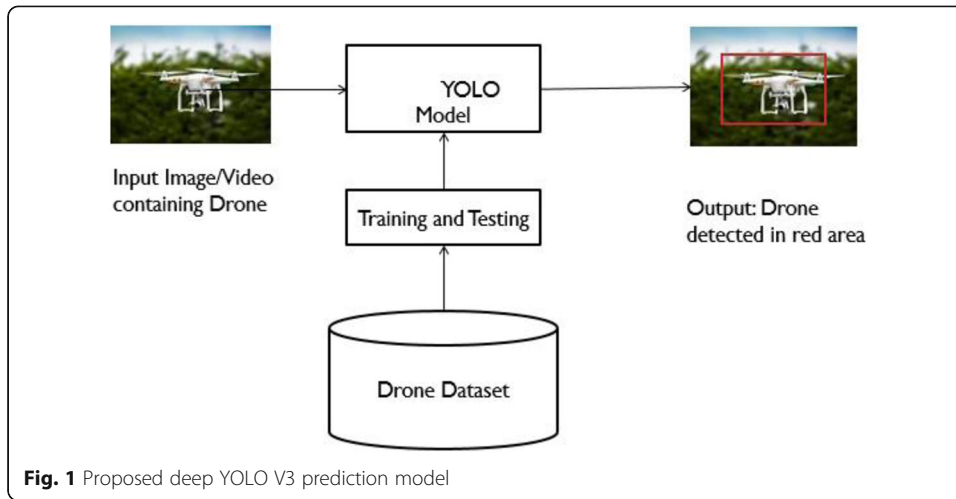 YOLO
Model
Input Image/Video
containing Drone
Training and Testing
Output: Drone
detected in red area
Drone Dataset
Fig. 1 Proposed deep YOLO V3 prediction model